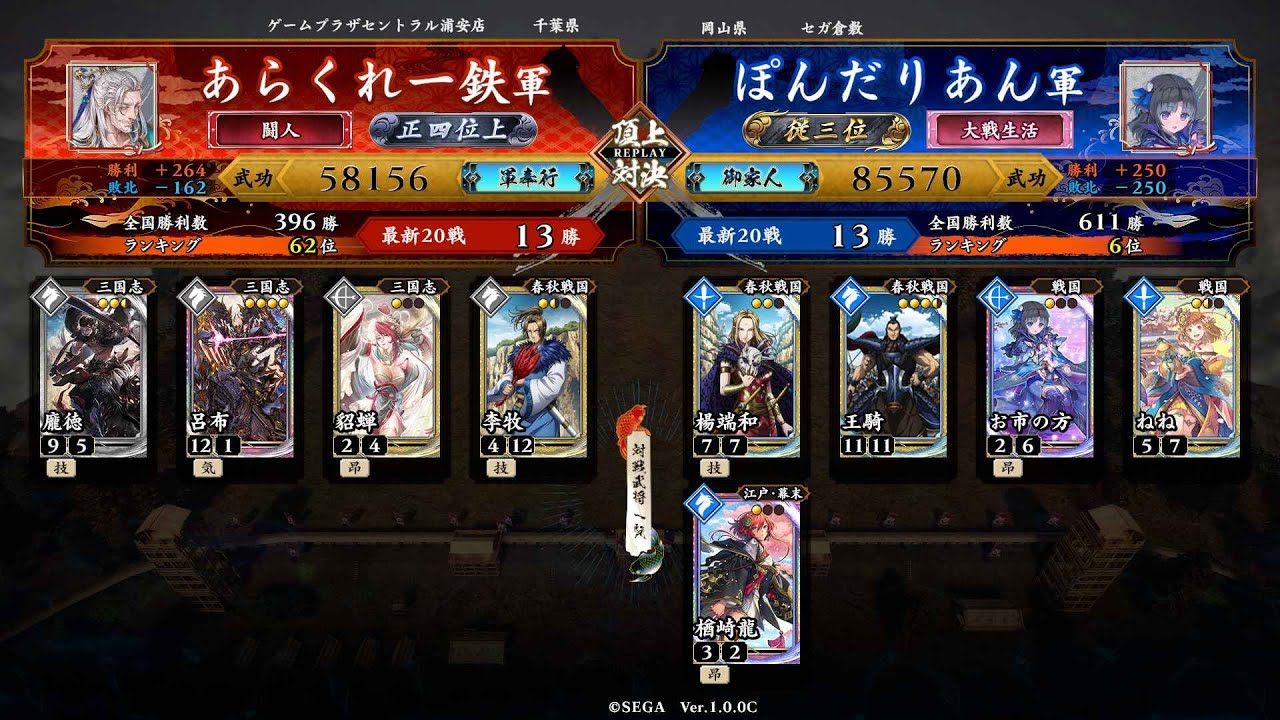 ゲームプラザセントラル浦安店 千葉県
岡山県 セガ倉敷
あらくれ一鉄軍
闘人
正四位上
勝利 +264
敗北 -162
武功 58156
軍奉行
全国勝利数 396勝
ランキング 62位
最新20戦 13勝
頂上
REPLAY
対決
ぽんだりあん軍
従三位
大戦生活
御家人
85570 武功
勝利 +250
敗北 -250
最新20戦 13勝
全国勝利数 611勝
ランキング 6位
三国志
龐徳
9 5
技
三国志
呂布
12 1
気
三国志
貂蝉
2 4
昂
春秋戦国
李牧
4 12
技
対戦武将一覧
春秋戦国
楊端和
7 7
技
春秋戦国
王騎
11 11
戦国
お市の方
2 6
昂
戦国
ねね
5 7
江戸・幕末
楢崎龍
3 2
昂
©SEGA Ver.1.0.0C